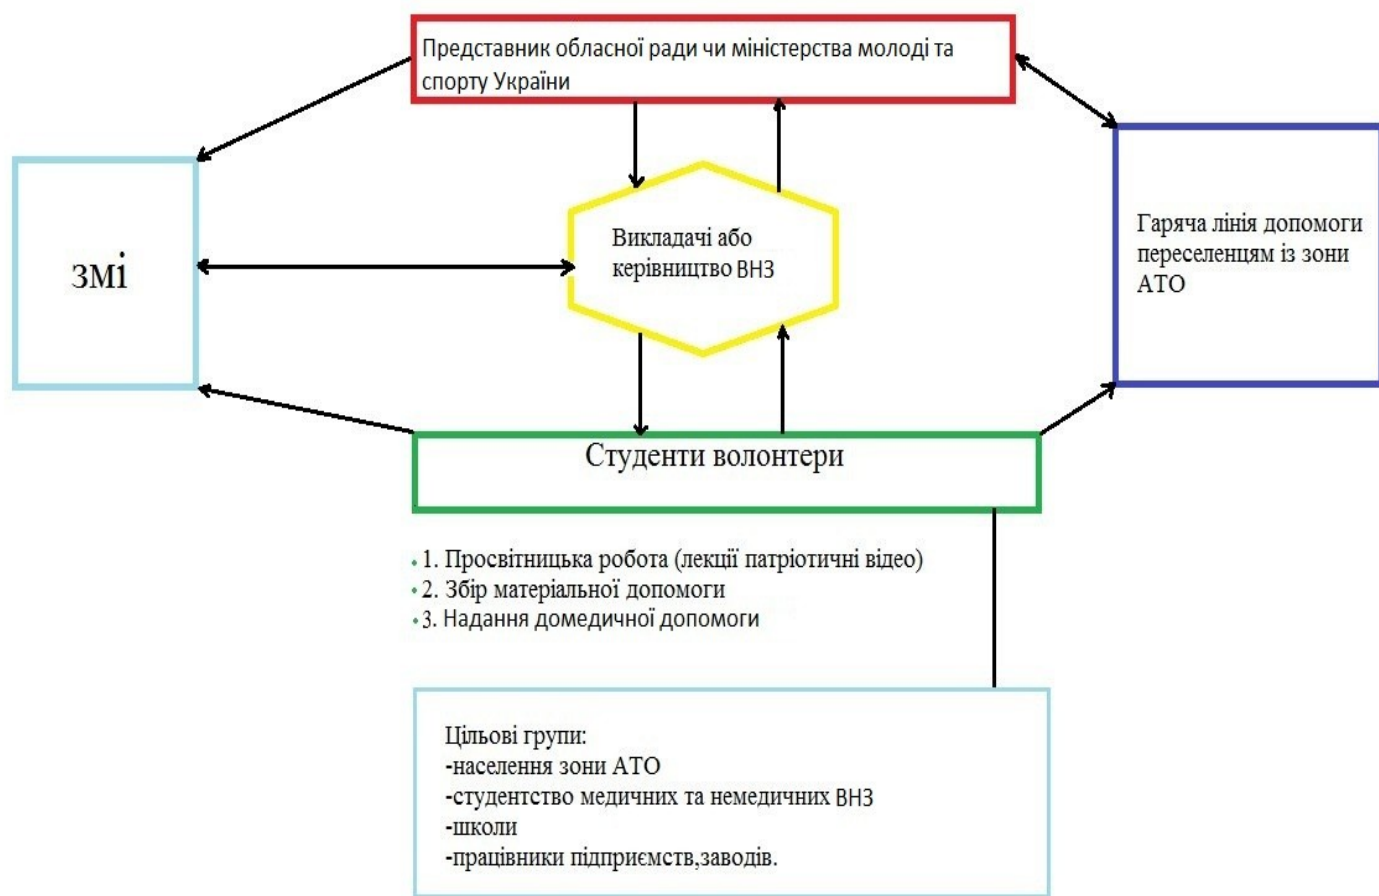 Представник обласної ради чи міністерства молоді та
спорту України
змі
Викладачі або
керівництво ВНЗ
Гаряча лінія допомоги
переселенцям із зони
АТО
Студенти волонтери
1. Просвітницька робота (лекції патріотичні відео)
2. Збір матеріальної допомоги
3. Надання домедичної допомоги
Цільові групи:
-населення зони АТО
-студентство медичних та немедичних ВНЗ
-школи
-працівники підприємств,заводів.